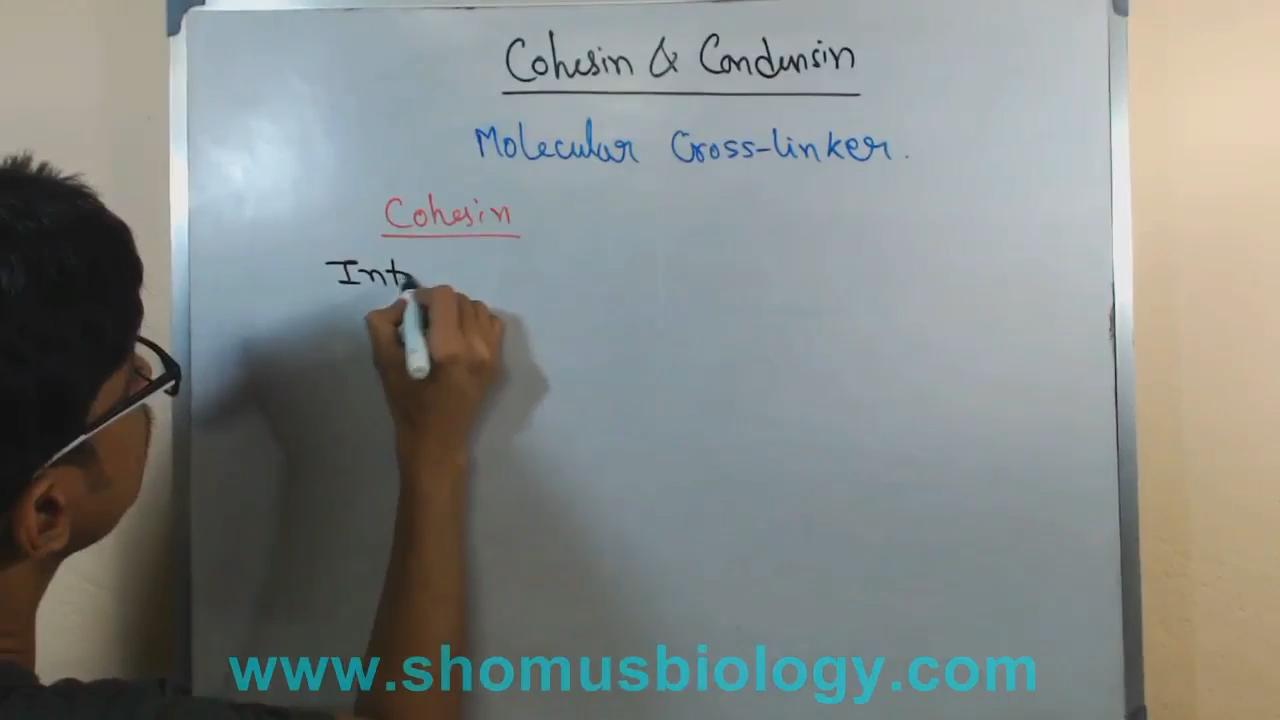 Cohesin & Condensin
Molecular Cross-linker.
Cohesin
Int
www.shomusbiology.com